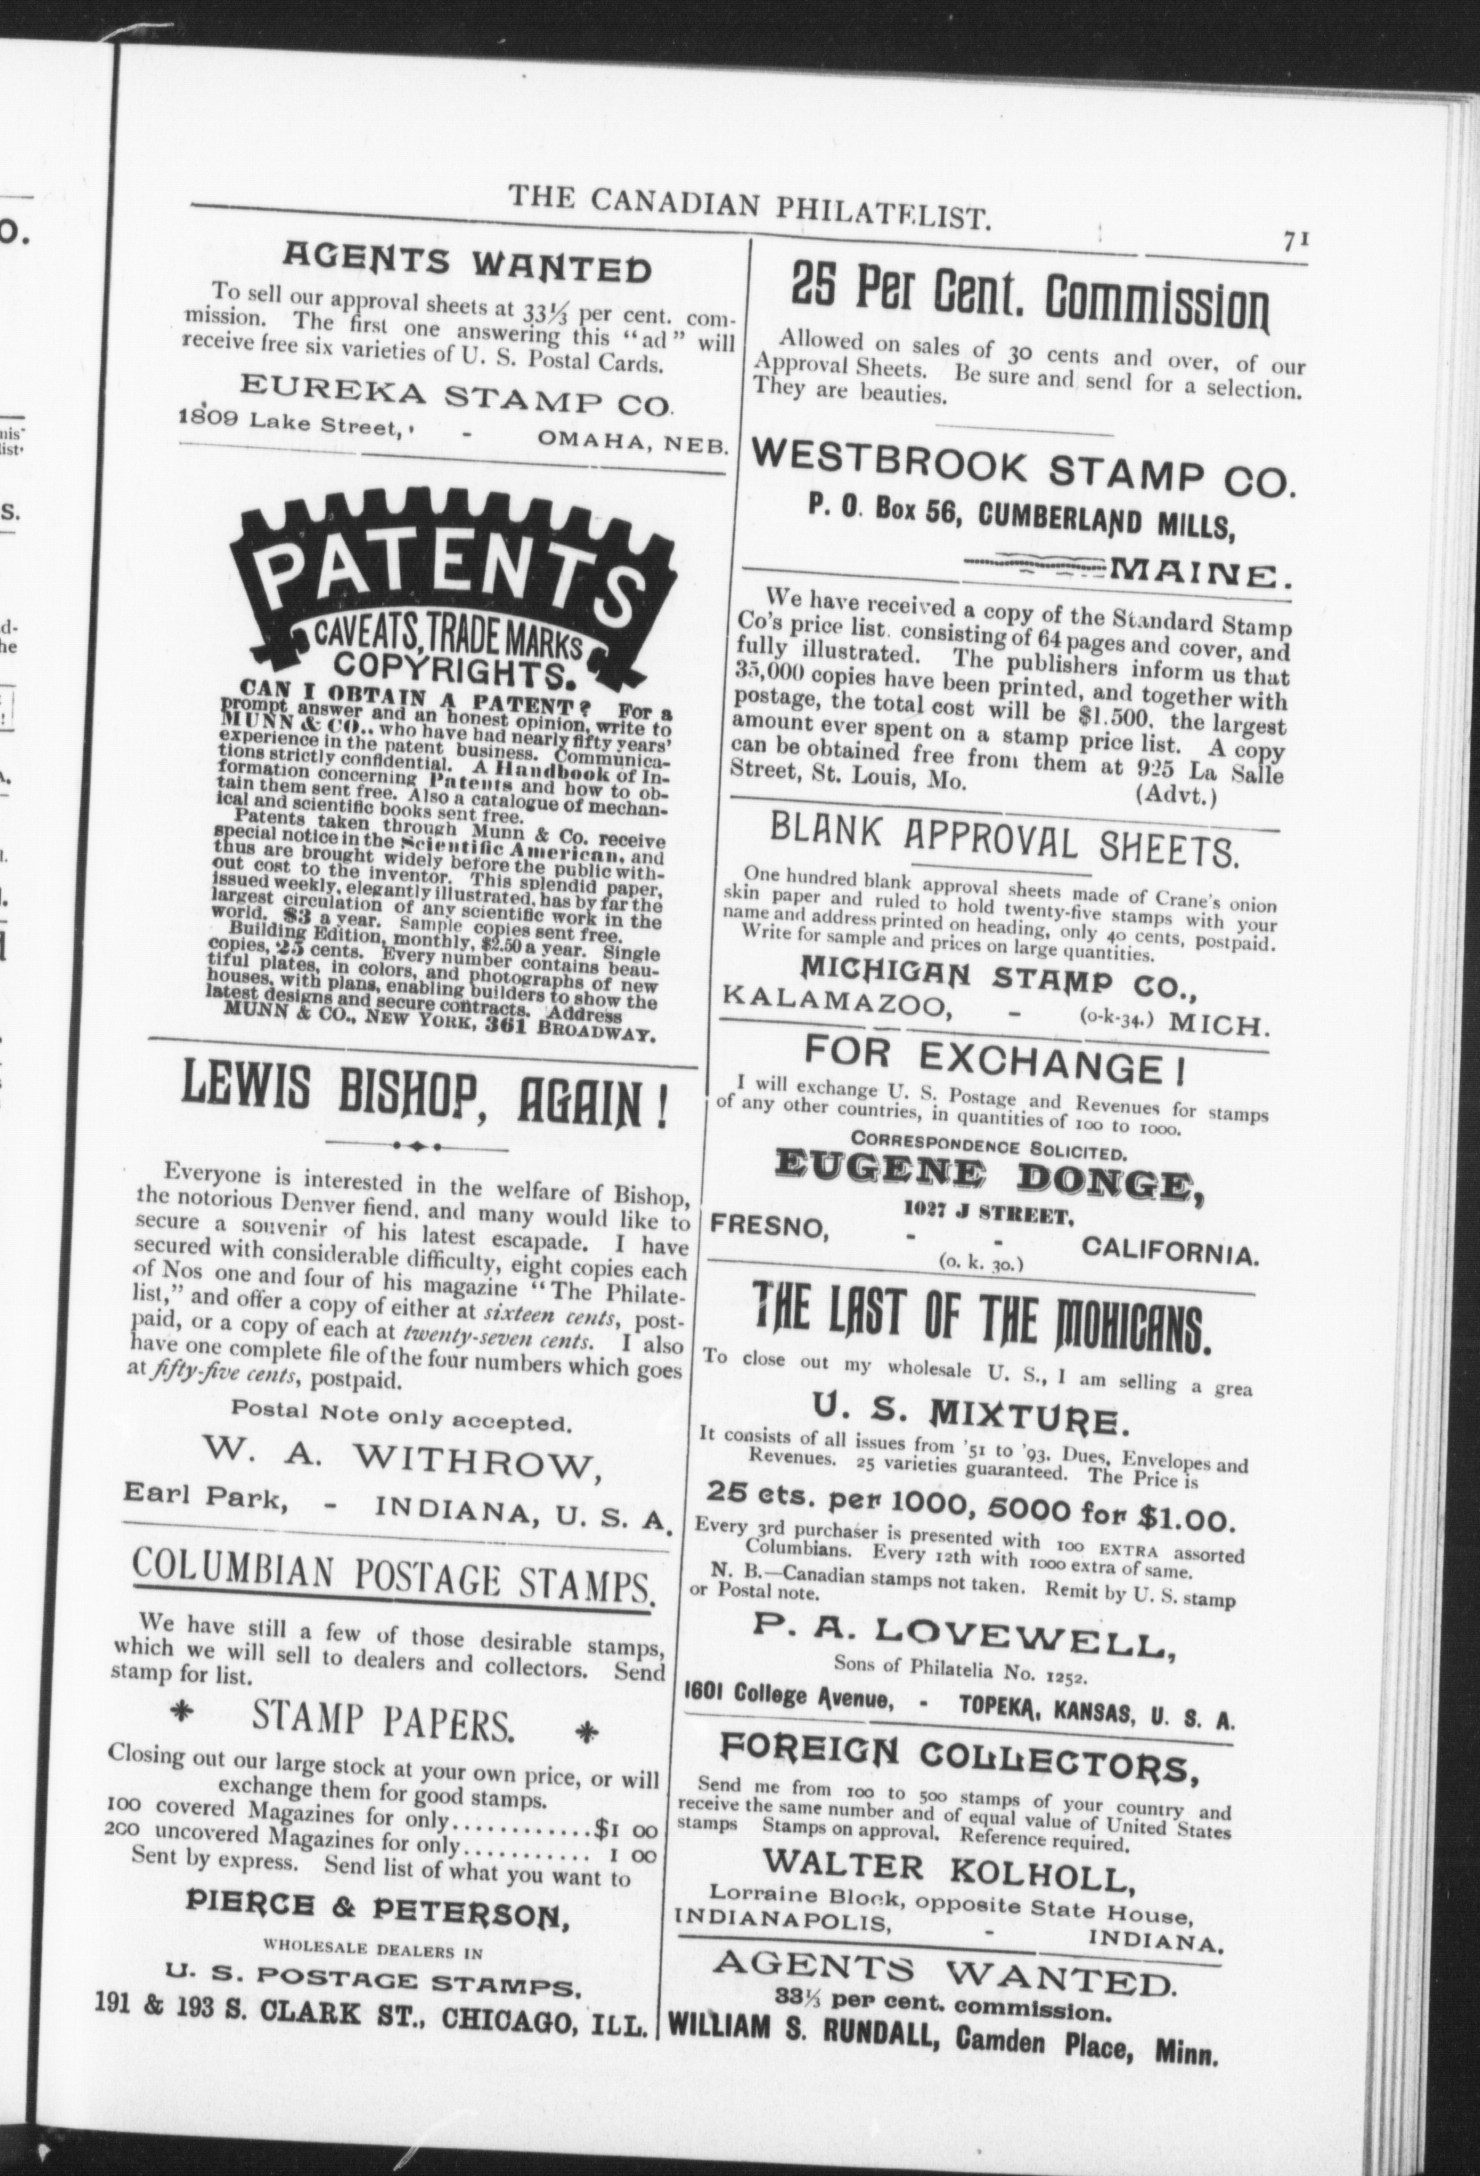 THE CANADIAN PHILATELIST.
71
AGENTS WANTED
To sell our approval sheets at 33⅓ per cent. com-
mission. The first one answering this "ad" will
receive free six varieties of U. S. Postal Cards.
EUREKA STAMP CO.
1809 Lake Street, - OMAHA, NEB.
PATENTS
CAVEATS, TRADE MARKS
COPYRIGHTS.
CAN I OBTAIN A PATENT? For a
prompt answer and an honest opinion, write to
MUNN & CO., who have had nearly fifty years'
experience in the patent business. Communica-
tions strictly confidential. A Handbook of In-
formation concerning Patents and how to ob-
tain them sent free. Also a catalogue of mechan-
ical and scientific books sent free.
Patents taken through Munn & Co. receive
special notice in the Scientific American, and
thus are brought widely before the public with-
out cost to the inventor. This splendid paper,
issued weekly, elegantly illustrated, has by far the
largest circulation of any scientific work in the
world. $3 a year. Sample copies sent free.
Building Edition, monthly, $2.50 a year. Single
copies, 25 cents. Every number contains beau-
tiful plates, in colors, and photographs of new
houses, with plans, enabling builders to show the
latest designs and secure contracts. Address
MUNN & CO., NEW YORK, 361 BROADWAY.
LEWIS BISHOP, AGAIN!
Everyone is interested in the welfare of Bishop,
the notorious Denver fiend, and many would like to
secure a souvenir of his latest escapade. I have
secured with considerable difficulty, eight copies each
of Nos one and four of his magazine "The Philate-
list," and offer a copy of either at sixteen cents, post-
paid, or a copy of each at twenty-seven cents. I also
have one complete file of the four numbers which goes
at fifty-five cents, postpaid.
Postal Note only accepted.
W. A. WITHROW,
Earl Park, - INDIANA, U. S. A.
COLUMBIAN POSTAGE STAMPS.
We have still a few of those desirable stamps,
which we will sell to dealers and collectors. Send
stamp for list.
STAMP PAPERS.
Closing out our large stock at your own price, or will
exchange them for good stamps.
100 covered Magazines for only............$1 00
200 uncovered Magazines for only........... 1 00
Sent by express. Send list of what you want to
PIERCE & PETERSON,
WHOLESALE DEALERS IN
U. S. POSTAGE STAMPS.
191 & 193 S. CLARK ST., CHICAGO, ILL.
25 Per Cent. Commission
Allowed on sales of 30 cents and over, of our
Approval Sheets. Be sure and send for a selection.
They are beauties.
WESTBROOK STAMP CO.
P. O. Box 56, CUMBERLAND MILLS,
MAINE.
We have received a copy of the Standard Stamp
Co's price list. consisting of 64 pages and cover, and
fully illustrated. The publishers inform us that
35,000 copies have been printed, and together with
postage, the total cost will be $1.500, the largest
amount ever spent on a stamp price list. A copy
can be obtained free from them at 925 La Salle
Street, St. Louis, Mo. (Advt.)
BLANK APPROVAL SHEETS.
One hundred blank approval sheets made of Crane's onion
skin paper and ruled to hold twenty-five stamps with your
name and address printed on heading, only 40 cents, postpaid.
Write for sample and prices on large quantities.
MICHIGAN STAMP CO.,
KALAMAZOO, - (o-k-34.) MICH.
FOR EXCHANGE!
I will exchange U. S. Postage and Revenues for stamps
of any other countries, in quantities of 100 to 1000.
CORRESPONDENCE SOLICITED.
EUGENE DONGE,
1027 J STREET,
FRESNO, - - CALIFORNIA.
(o. k. 30.)
THE LAST OF THE MOHICANS.
To close out my wholesale U. S., I am selling a grea
U. S. MIXTURE.
It consists of all issues from '51 to '93. Dues, Envelopes and
Revenues. 25 varieties guaranteed. The Price is
25 cts. per 1000, 5000 for $1.00.
Every 3rd purchaser is presented with 100 EXTRA assorted
Columbians. Every 12th with 1000 extra of same.
N. B.—Canadian stamps not taken. Remit by U. S. stamp
or Postal note.
P. A. LOVEWELL,
Sons of Philatelia No. 1252.
1601 College Avenue, - TOPEKA, KANSAS, U. S. A.
FOREIGN COLLECTORS,
Send me from 100 to 500 stamps of your country and
receive the same number and of equal value of United States
stamps Stamps on approval. Reference required.
WALTER KOLHOLL,
Lorraine Block, opposite State House,
INDIANAPOLIS, - INDIANA.
AGENTS WANTED.
33⅓ per cent. commission.
WILLIAM S. RUNDALL, Camden Place, Minn.